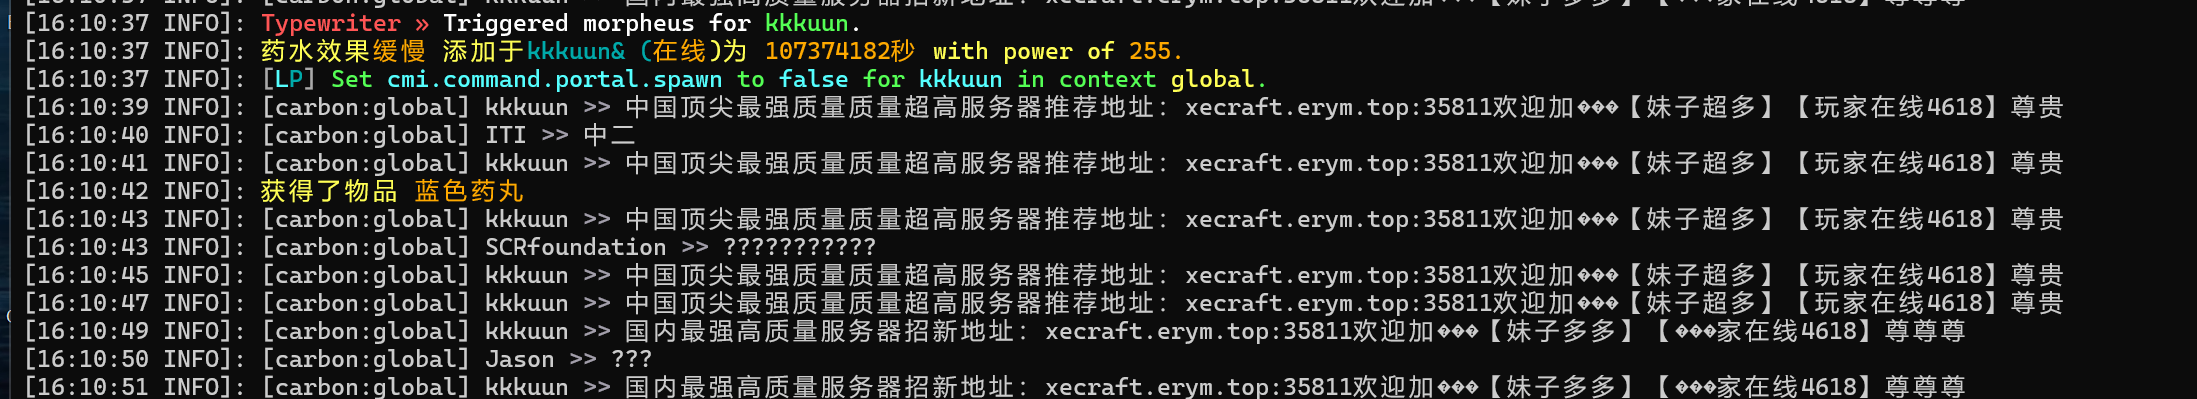 [16:10:37 INFO]: Typewriter » Triggered morpheus for kkkuun.
[16:10:37 INFO]: 药水效果缓慢 添加于kkkuun& (在线)为 107374182秒 with power of 255.
[16:10:37 INFO]: [LP] Set cmi.command.portal.spawn to false for kkkuun in context global.
[16:10:39 INFO]: [carbon:global] kkkuun >> 中国顶尖最强质量质量超高服务器推荐地址: xecraft.erym.top:35811欢迎加���【妹子超多】【玩家在线4618】尊贵
[16:10:40 INFO]: [carbon:global] ITI >> 中二
[16:10:41 INFO]: [carbon:global] kkkuun >> 中国顶尖最强质量质量超高服务器推荐地址: xecraft.erym.top:35811欢迎加���【妹子超多】【玩家在线4618】尊贵
[16:10:42 INFO]: 获得了物品 蓝色药丸
[16:10:43 INFO]: [carbon:global] kkkuun >> 中国顶尖最强质量质量超高服务器推荐地址: xecraft.erym.top:35811欢迎加���【妹子超多】【玩家在线4618】尊贵
[16:10:43 INFO]: [carbon:global] SCRfoundation >> ???????????
[16:10:45 INFO]: [carbon:global] kkkuun >> 中国顶尖最强质量质量超高服务器推荐地址: xecraft.erym.top:35811欢迎加���【妹子超多】【玩家在线4618】尊贵
[16:10:47 INFO]: [carbon:global] kkkuun >> 中国顶尖最强质量质量超高服务器推荐地址: xecraft.erym.top:35811欢迎加���【妹子超多】【玩家在线4618】尊贵
[16:10:49 INFO]: [carbon:global] kkkuun >> 国内最强高质量服务器招新地址: xecraft.erym.top:35811欢迎加���【妹子多多】【���家在线4618】尊尊尊
[16:10:50 INFO]: [carbon:global] Jason >> ???
[16:10:51 INFO]: [carbon:global] kkkuun >> 国内最强高质量服务器招新地址: xecraft.erym.top:35811欢迎加���【妹子多多】【���家在线4618】尊尊尊